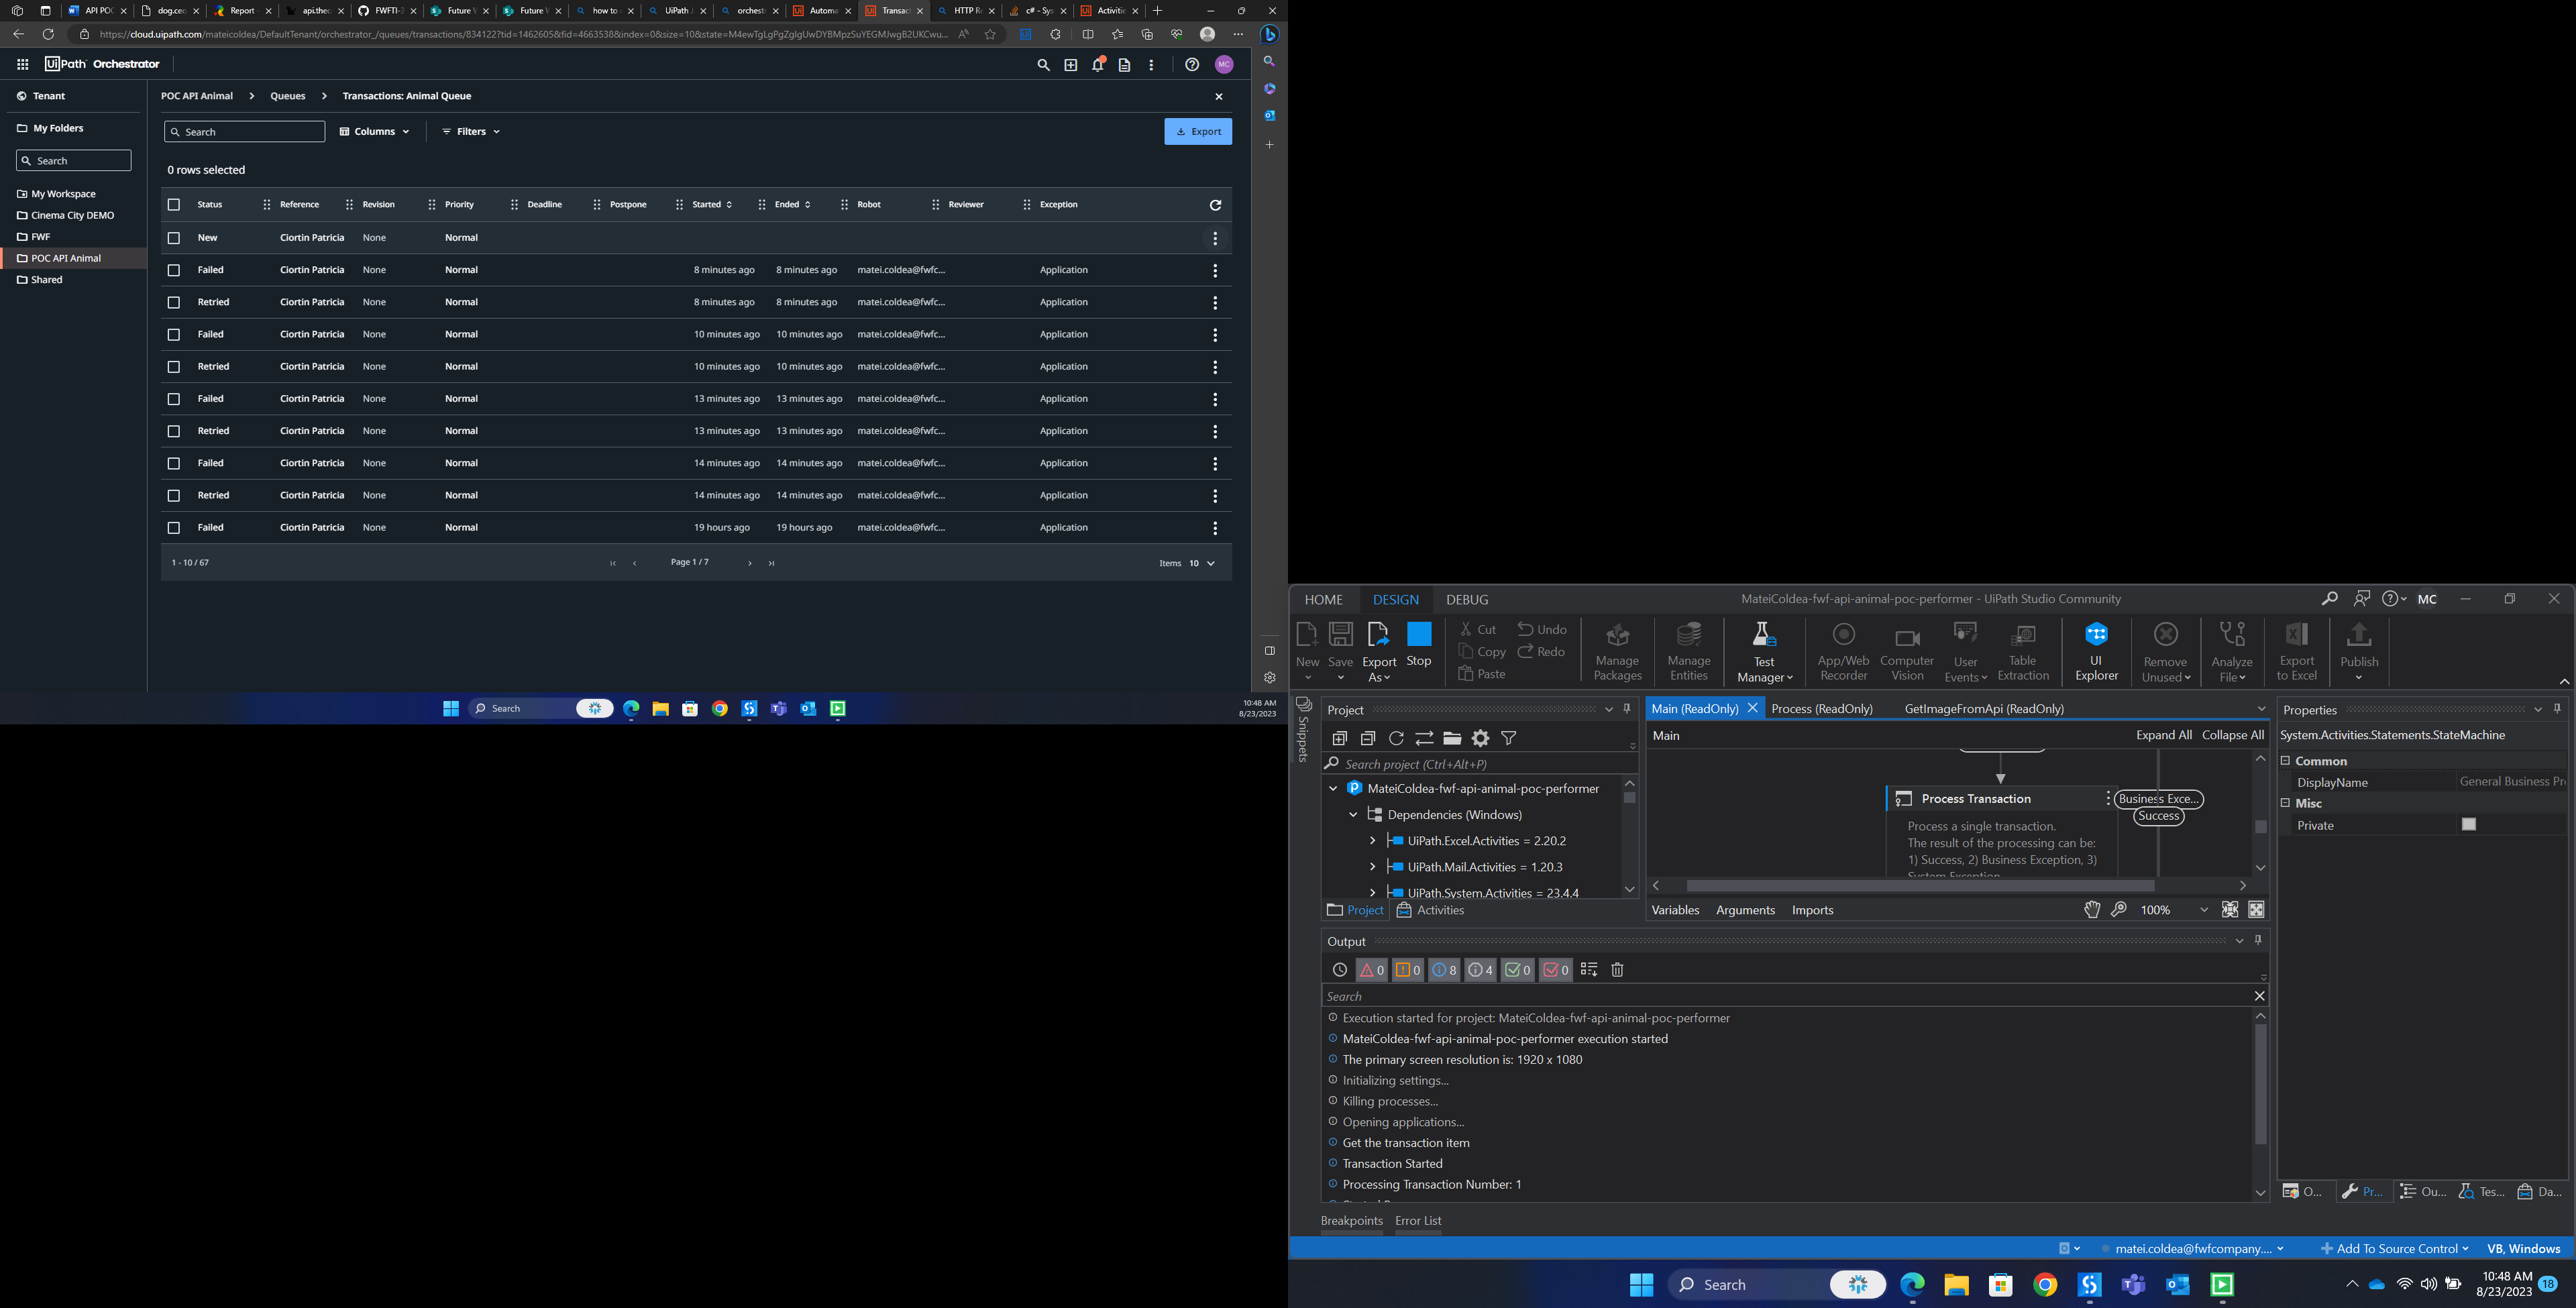 API POC
dog.ceo
Report
api.thec
FWFTI-3
Future V
Future V
how to
UiPath
orchestr
Automa
Transact
HTTP Re
c# - Sys
Activitie
https://cloud.uipath.com/mateicoldea/DefaultTenant/orchestrator_/queues/transactions/834122?tid=1462605&fid=4663538&index=0&size=10&state=
UiPath Orchestrator
MC
Tenant
POC API Animal > Queues > Transactions: Animal Queue
My Folders
Search
Columns
Filters
Export
Search
0 rows selected
My Workspace
Cinema City DEMO
FWF
POC API Animal
Shared
Status Reference Revision Priority Deadline Postpone Started Ended Robot Reviewer Exception
New Ciortin Patricia None Normal
Failed Ciortin Patricia None Normal 8 minutes ago 8 minutes ago matei.coldea@fwfc... Application
Retried Ciortin Patricia None Normal 8 minutes ago 8 minutes ago matei.coldea@fwfc... Application
Failed Ciortin Patricia None Normal 10 minutes ago 10 minutes ago matei.coldea@fwfc... Application
Retried Ciortin Patricia None Normal 10 minutes ago 10 minutes ago matei.coldea@fwfc... Application
Failed Ciortin Patricia None Normal 13 minutes ago 13 minutes ago matei.coldea@fwfc... Application
Retried Ciortin Patricia None Normal 13 minutes ago 13 minutes ago matei.coldea@fwfc... Application
Failed Ciortin Patricia None Normal 14 minutes ago 14 minutes ago matei.coldea@fwfc... Application
Retried Ciortin Patricia None Normal 14 minutes ago 14 minutes ago matei.coldea@fwfc... Application
Failed Ciortin Patricia None Normal 19 hours ago 19 hours ago matei.coldea@fwfc... Application
1 - 10 / 67
Page 1 / 7
Items 10
Search
10:48 AM
8/23/2023
HOME DESIGN DEBUG
MateiColdea-fwf-api-animal-poc-performer - UiPath Studio Community
MC
New
Save
Export As
Stop
Cut
Copy
Paste
Undo
Redo
Manage Packages
Manage Entities
Test Manager
App/Web Recorder
Computer Vision
User Events
Table Extraction
UI Explorer
Remove Unused
Analyze File
Export to Excel
Publish
Snippets
Project
Search project (Ctrl+Alt+P)
MateiColdea-fwf-api-animal-poc-performer
Dependencies (Windows)
UiPath.Excel.Activities = 2.20.2
UiPath.Mail.Activities = 1.20.3
UiPath.System.Activities = 23.4.4
Project
Activities
Main (ReadOnly)
Process (ReadOnly)
GetImageFromApi (ReadOnly)
Main
Expand All
Collapse All
Process Transaction
Business Exce...
Success
Process a single transaction.
The result of the processing can be:
1) Success, 2) Business Exception, 3)
System Exception
Variables
Arguments
Imports
100%
Properties
System.Activities.Statements.StateMachine
Common
DisplayName General Business Pr
Misc
Private
Output
0 0 8 4 0 0
Search
Execution started for project: MateiColdea-fwf-api-animal-poc-performer
MateiColdea-fwf-api-animal-poc-performer execution started
The primary screen resolution is: 1920 x 1080
Initializing settings...
Killing processes...
Opening applications...
Get the transaction item
Transaction Started
Processing Transaction Number: 1
O...
Pr...
Ou...
Tes...
Da...
Breakpoints
Error List
matei.coldea@fwfcompany....
Add To Source Control
VB, Windows
Search
10:48 AM
8/23/2023
18